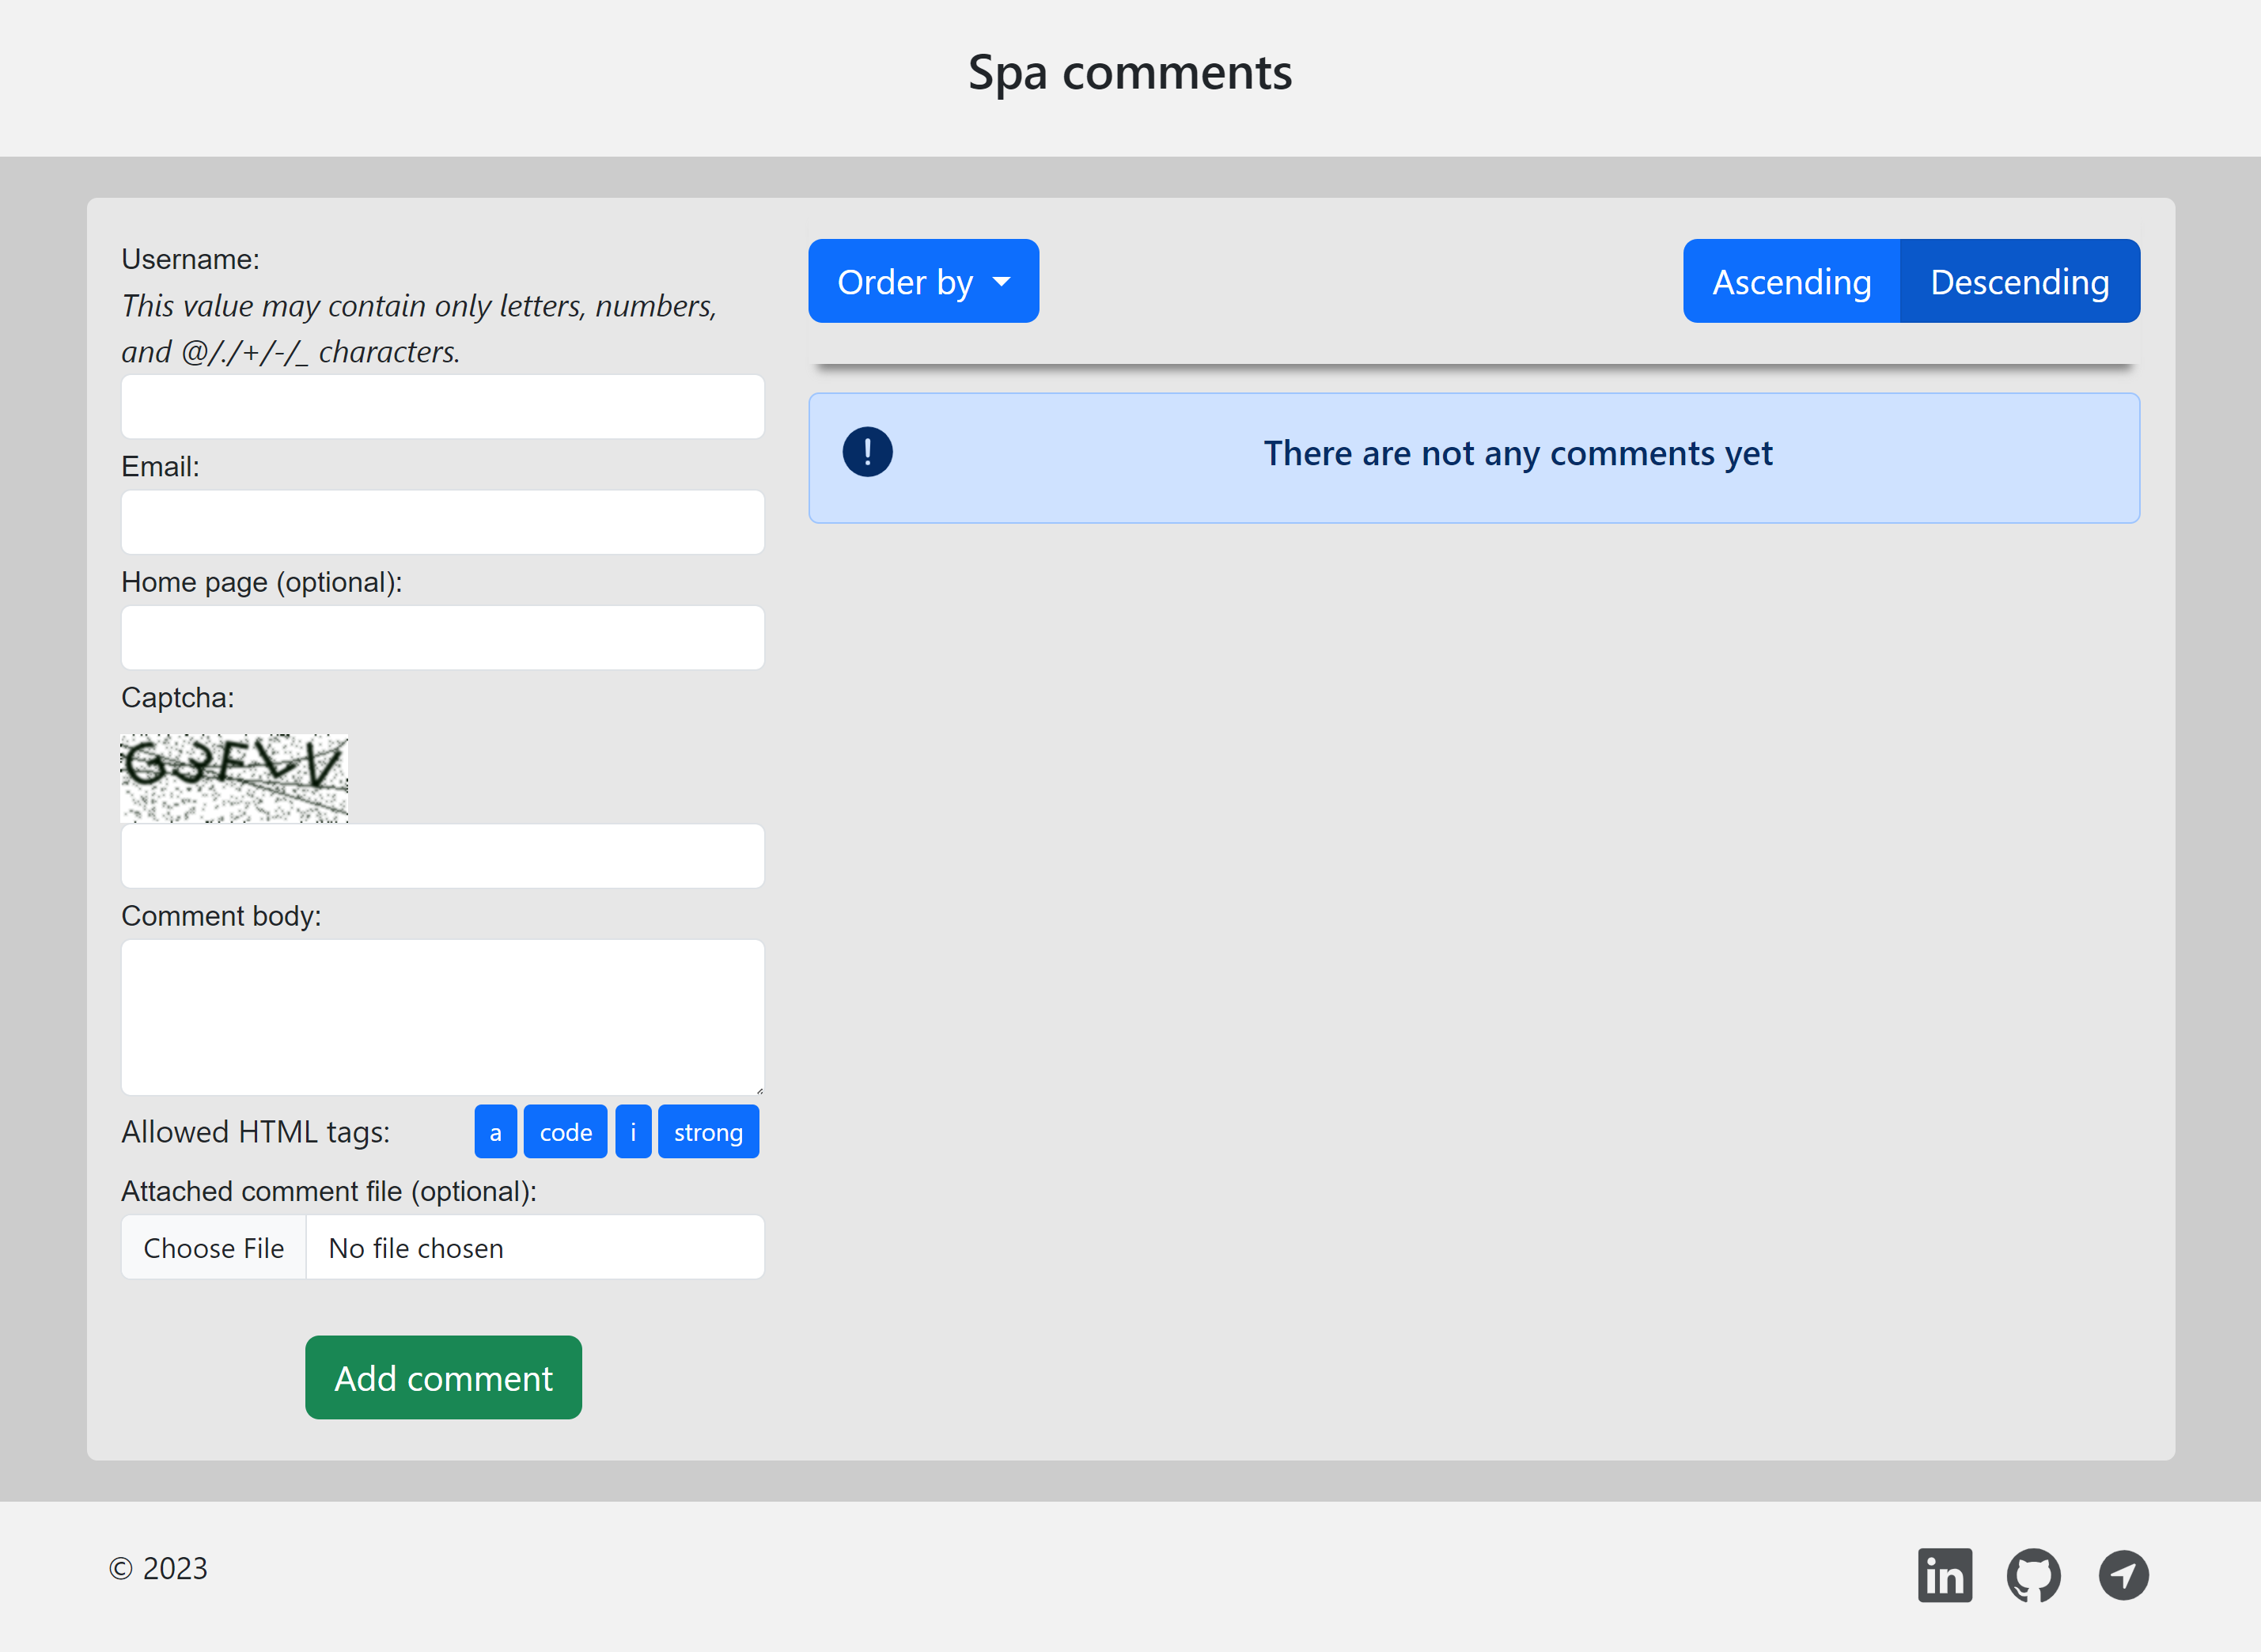 Spa comments
Username:
This value may contain only letters, numbers,
and @/./+/-/_ characters.
Email:
Home page (optional):
Captcha:
Comment body:
Allowed HTML tags: a code i strong
Attached comment file (optional):
Choose File No file chosen
Add comment
Order by
Ascending Descending
There are not any comments yet
© 2023
in